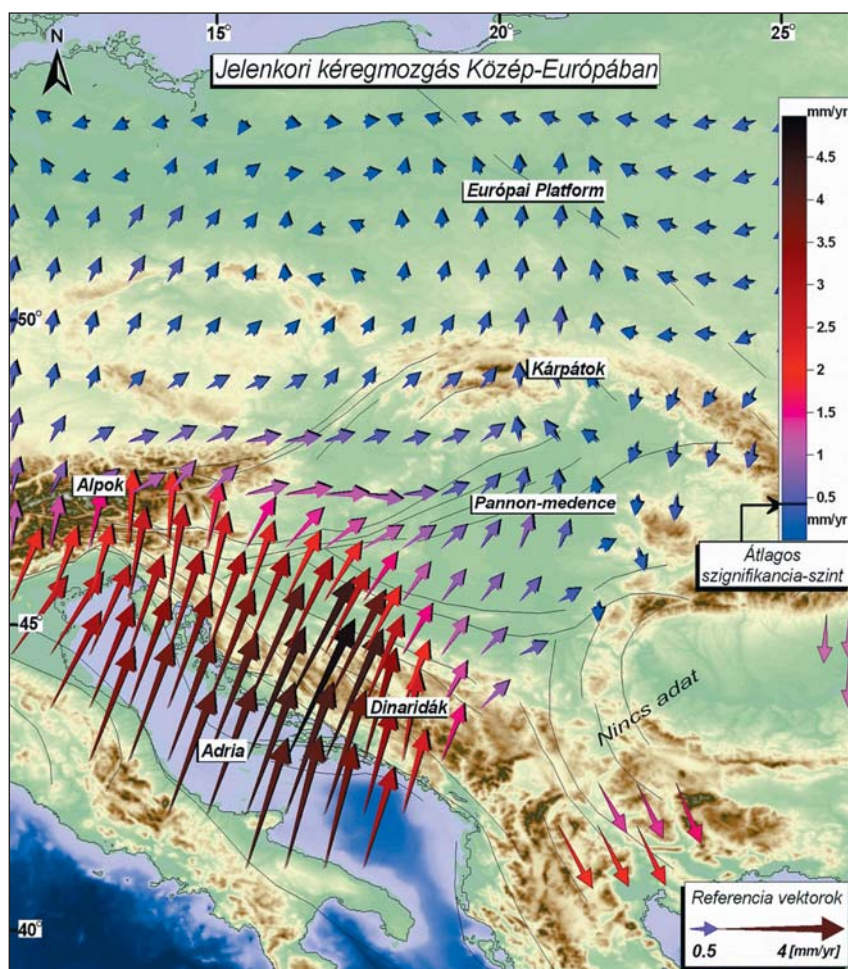 N
15°
20°
25°
Jelenkori kéregmozgás Közép-Európában
mm/yr
4.5
4
3.5
3
2.5
2
1.5
1
0.5
mm/yr
Európai Platform
50°
Kárpátok
Alpok
Pannon-medence
Átlagos
szignifikancia-szint
45°
Dinaridák
Nincs adat
Adria
Referencia vektorok
0.5 4 [mm/yr]
40°